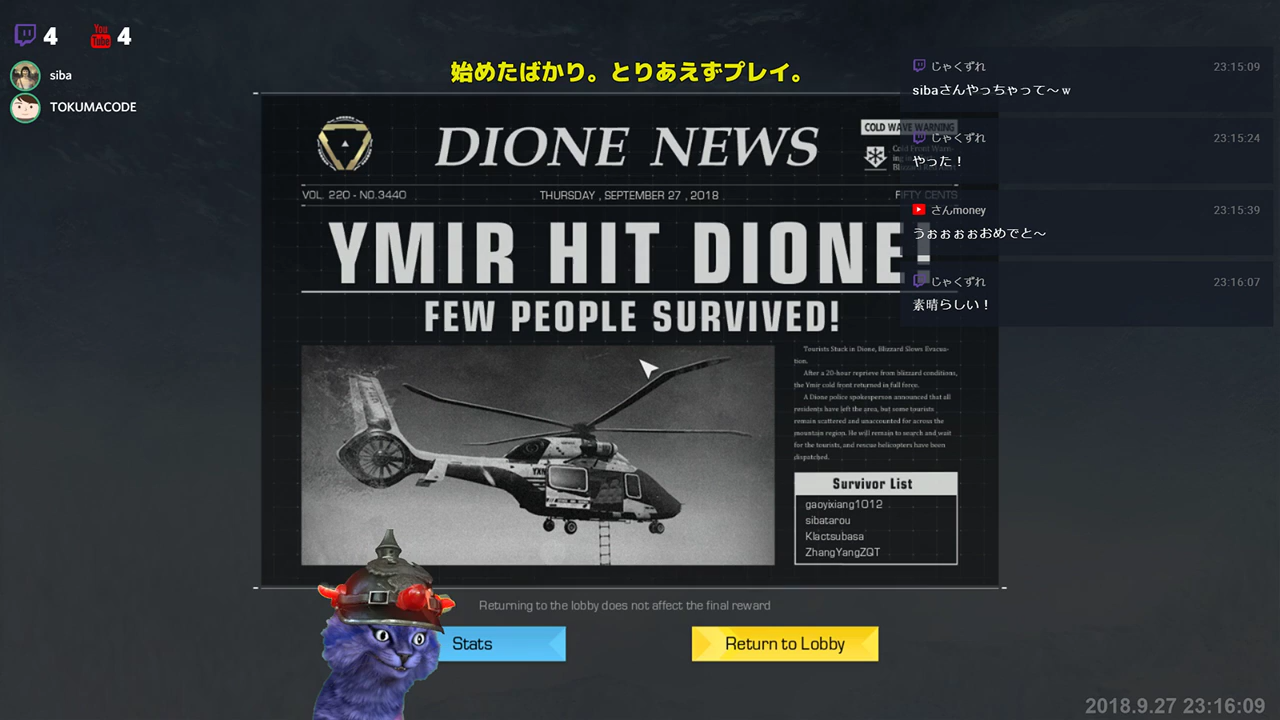 4
You
Tube
4
siba
TOKUMACODE
始めたばかり。とりあえずプレイ。
じゃくずれ
23:15:09
sibaさんやっちゃって～w
じゃくずれ
23:15:24
やった！
さんmoney
23:15:39
うぉぉぉぉおめでと～
じゃくずれ
23:16:07
素晴らしい！
DIONE NEWS
COLD WAVE WARNING
VOL. 220 - NO.3440
THURSDAY , SEPTEMBER 27 , 2018
FIFTY CENTS
YMIR HIT DIONE!
FEW PEOPLE SURVIVED!
Tourists Stuck in Dione, Blizzard Slows Evacua-
tion.
After a 20-hour reprieve from blizzard conditions,
the Ymir cold front returned in full force.
A Dione police spokesperson announced that all
residents have left the area, but some tourists
remain scattered and unaccounted for across the
mountain region. He will remain to search and wait
for the tourists, and rescue helicopters have been
dispatched.
Survivor List
gaoyixiang1012
sibatarou
Klactsubasa
ZhangYangZQT
Returning to the lobby does not affect the final reward
Stats
Return to Lobby
2018.9.27 23:16:09